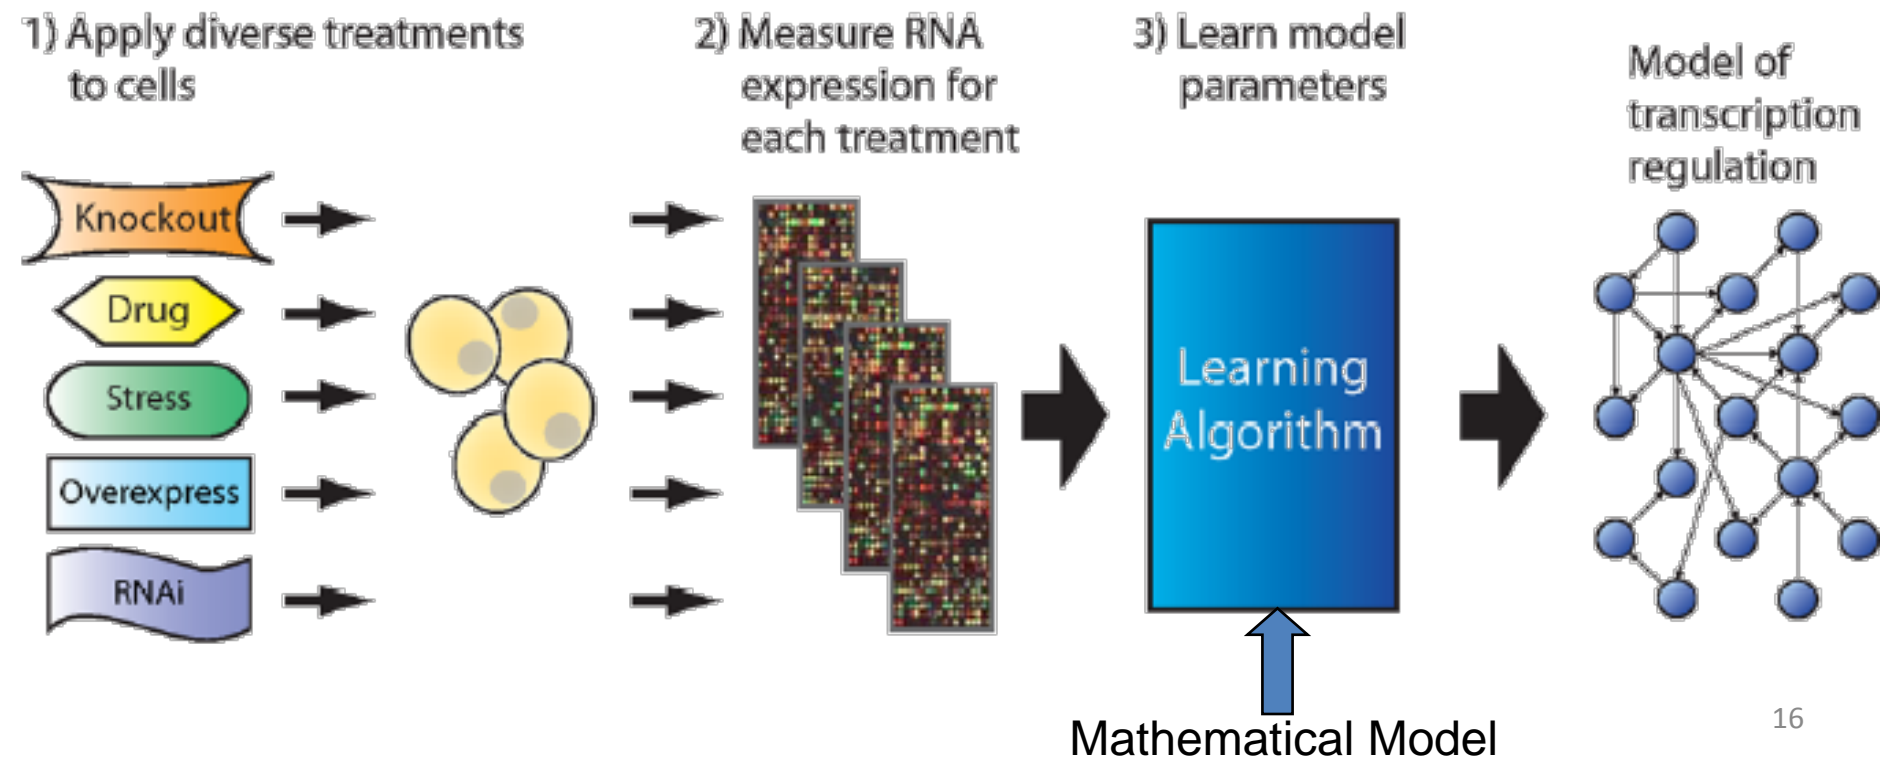 1) Apply diverse treatments
to cells
2) Measure RNA
expression for
each treatment
3) Learn model
parameters
Model of
transcription
regulation
Knockout
Drug
Stress
Overexpress
RNAi
Learning
Algorithm
Mathematical Model
16